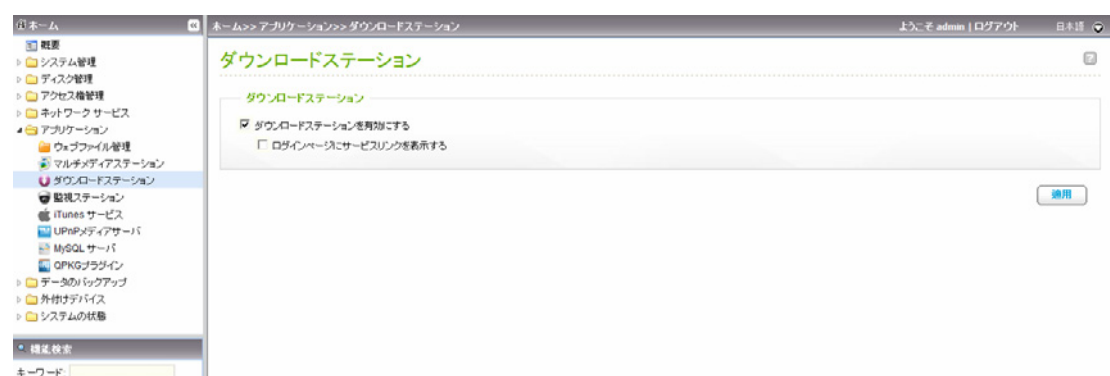 ホーム
ホーム>> アプリケーション>> ダウンロードステーション
ようこそ admin | ログアウト
日本語
概要
システム管理
ディスク管理
アクセス権管理
ネットワーク サービス
アプリケーション
ウェブファイル管理
マルチメディアステーション
ダウンロードステーション
監視ステーション
iTunes サービス
UPnPメディアサーバ
MySQL サーバ
QPKGプラグイン
データのバックアップ
外付けデバイス
システムの状態
機能検索
キーワード:
ダウンロードステーション
ダウンロードステーション
ダウンロードステーションを有効にする
ログインページにサービスリンクを表示する
適用